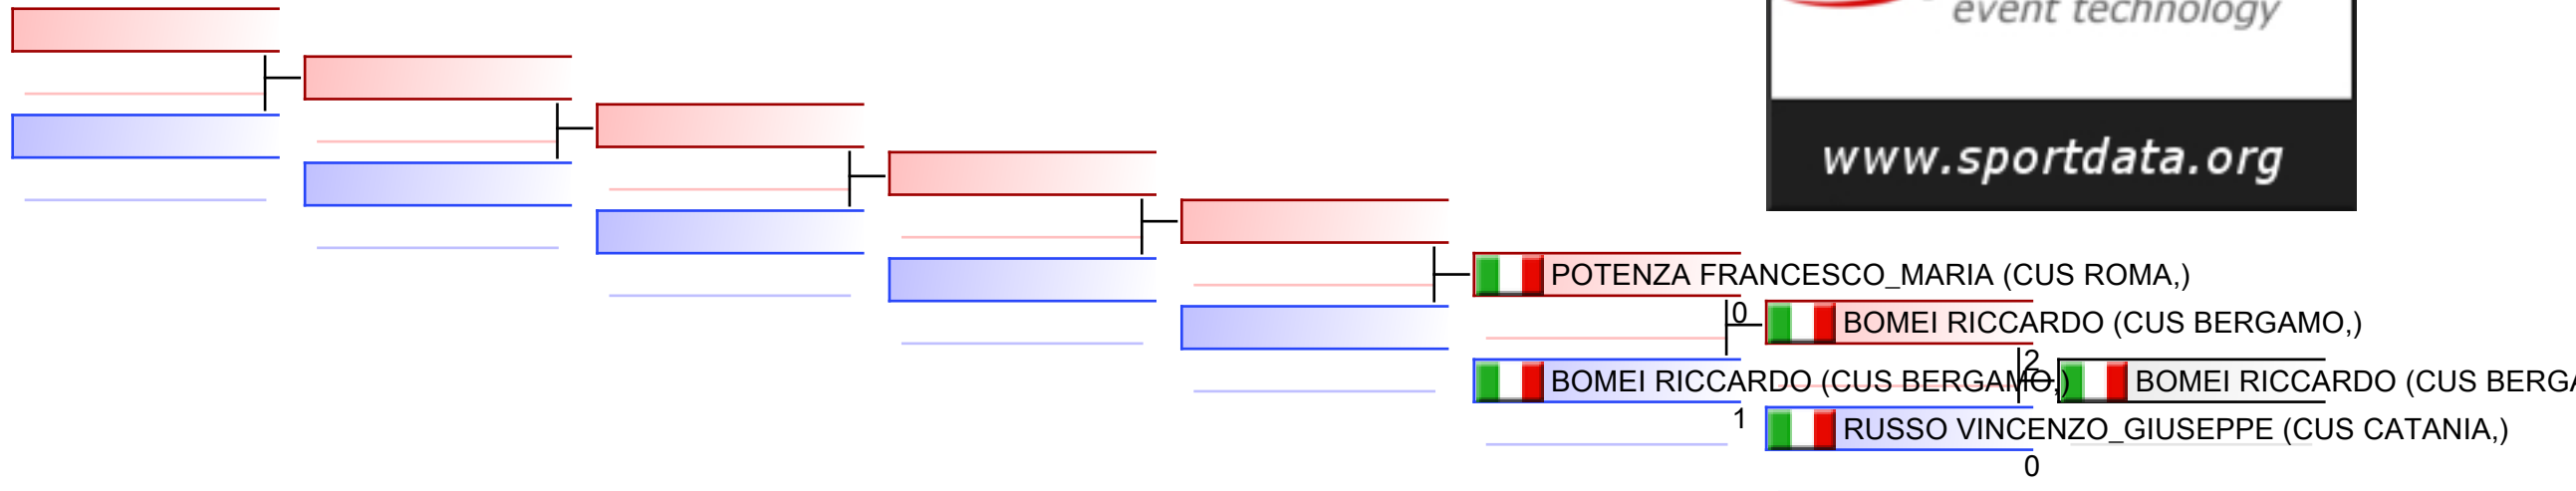 event technology
www.sportdata.org
POTENZA FRANCESCO_MARIA (CUS ROMA,)
0
BOMEI RICCARDO (CUS BERGAMO,)
2
BOMEI RICCARDO (CUS BERGAMO,)
BOMEI RICCARDO (CUS
1
RUSSO VINCENZO_GIUSEPPE (CUS CATANIA,)
0